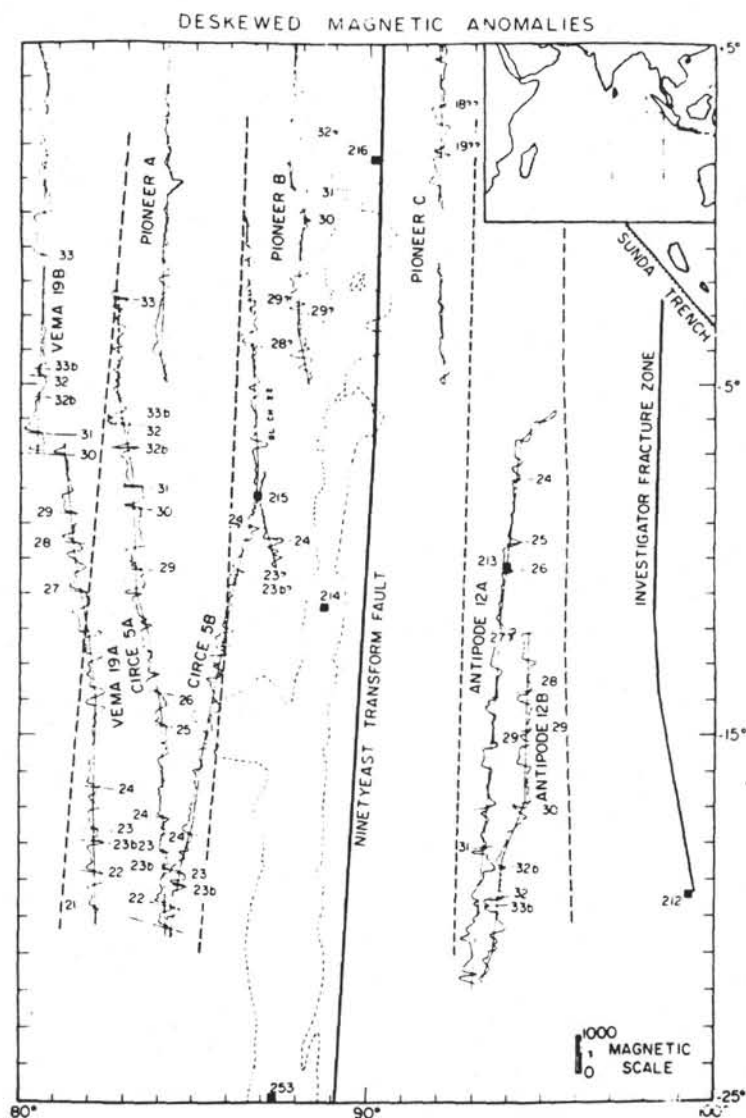 DESKEWED MAGNETIC ANOMALIES
+5°
-5°
-15°
-25°
80°
90°
VEMA 19B
33
33b
32
32b
31
30
29
28
27
VEMA 19A
24
23
23b
22
21
PIONEER A
33
33b
32
32b
31
30
29
CIRCE 5A
26
25
24
23
23b
22
PIONEER B
32?
31
30
29?
29?
28?
215
24
24
23?
23b?
CIRCE 5B
24
23
23b
216
214
253
NINETYEAST TRANSFORM FAULT
PIONEER C
18??
19??
ANTIPODE 12A
24
25
213
26
27?
29
31
ANTIPODE 12B
28
29
30
32b
32
33b
SUNDA TRENCH
INVESTIGATOR FRACTURE ZONE
212
1000
0
MAGNETIC
SCALE